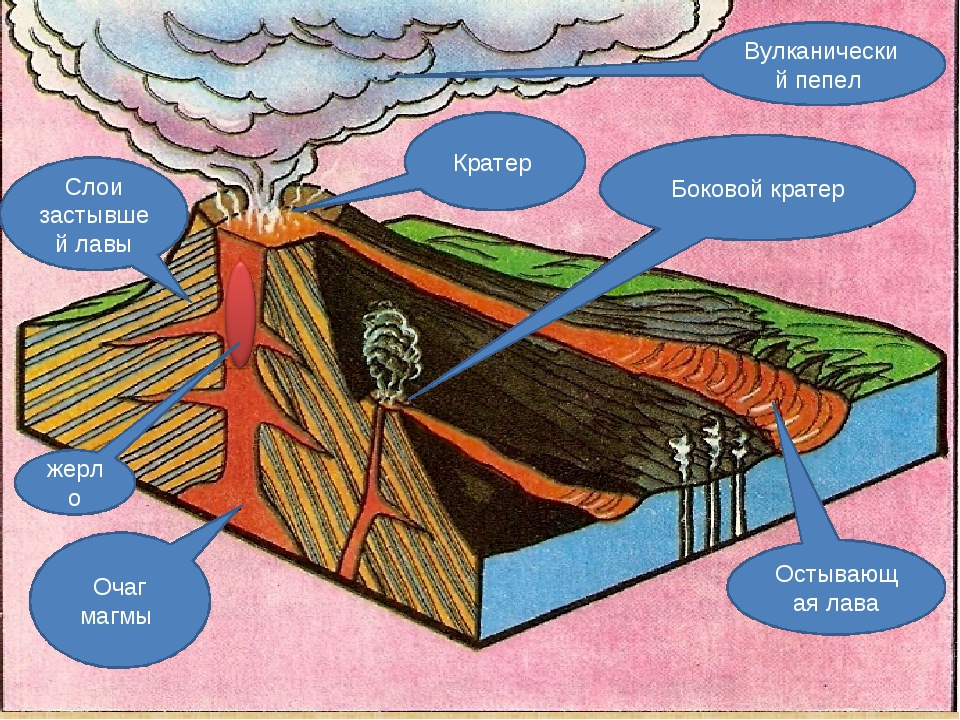 Вулканически
й пепел
Кратер
Боковой кратер
Слои
застывше
й лавы
жерл
о
Очаг
магмы
Остывающ
ая лава